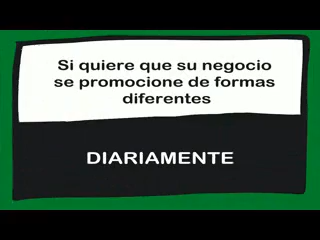 Si quiere que su negocio
se promocione de formas
diferentes
DIARIAMENTE